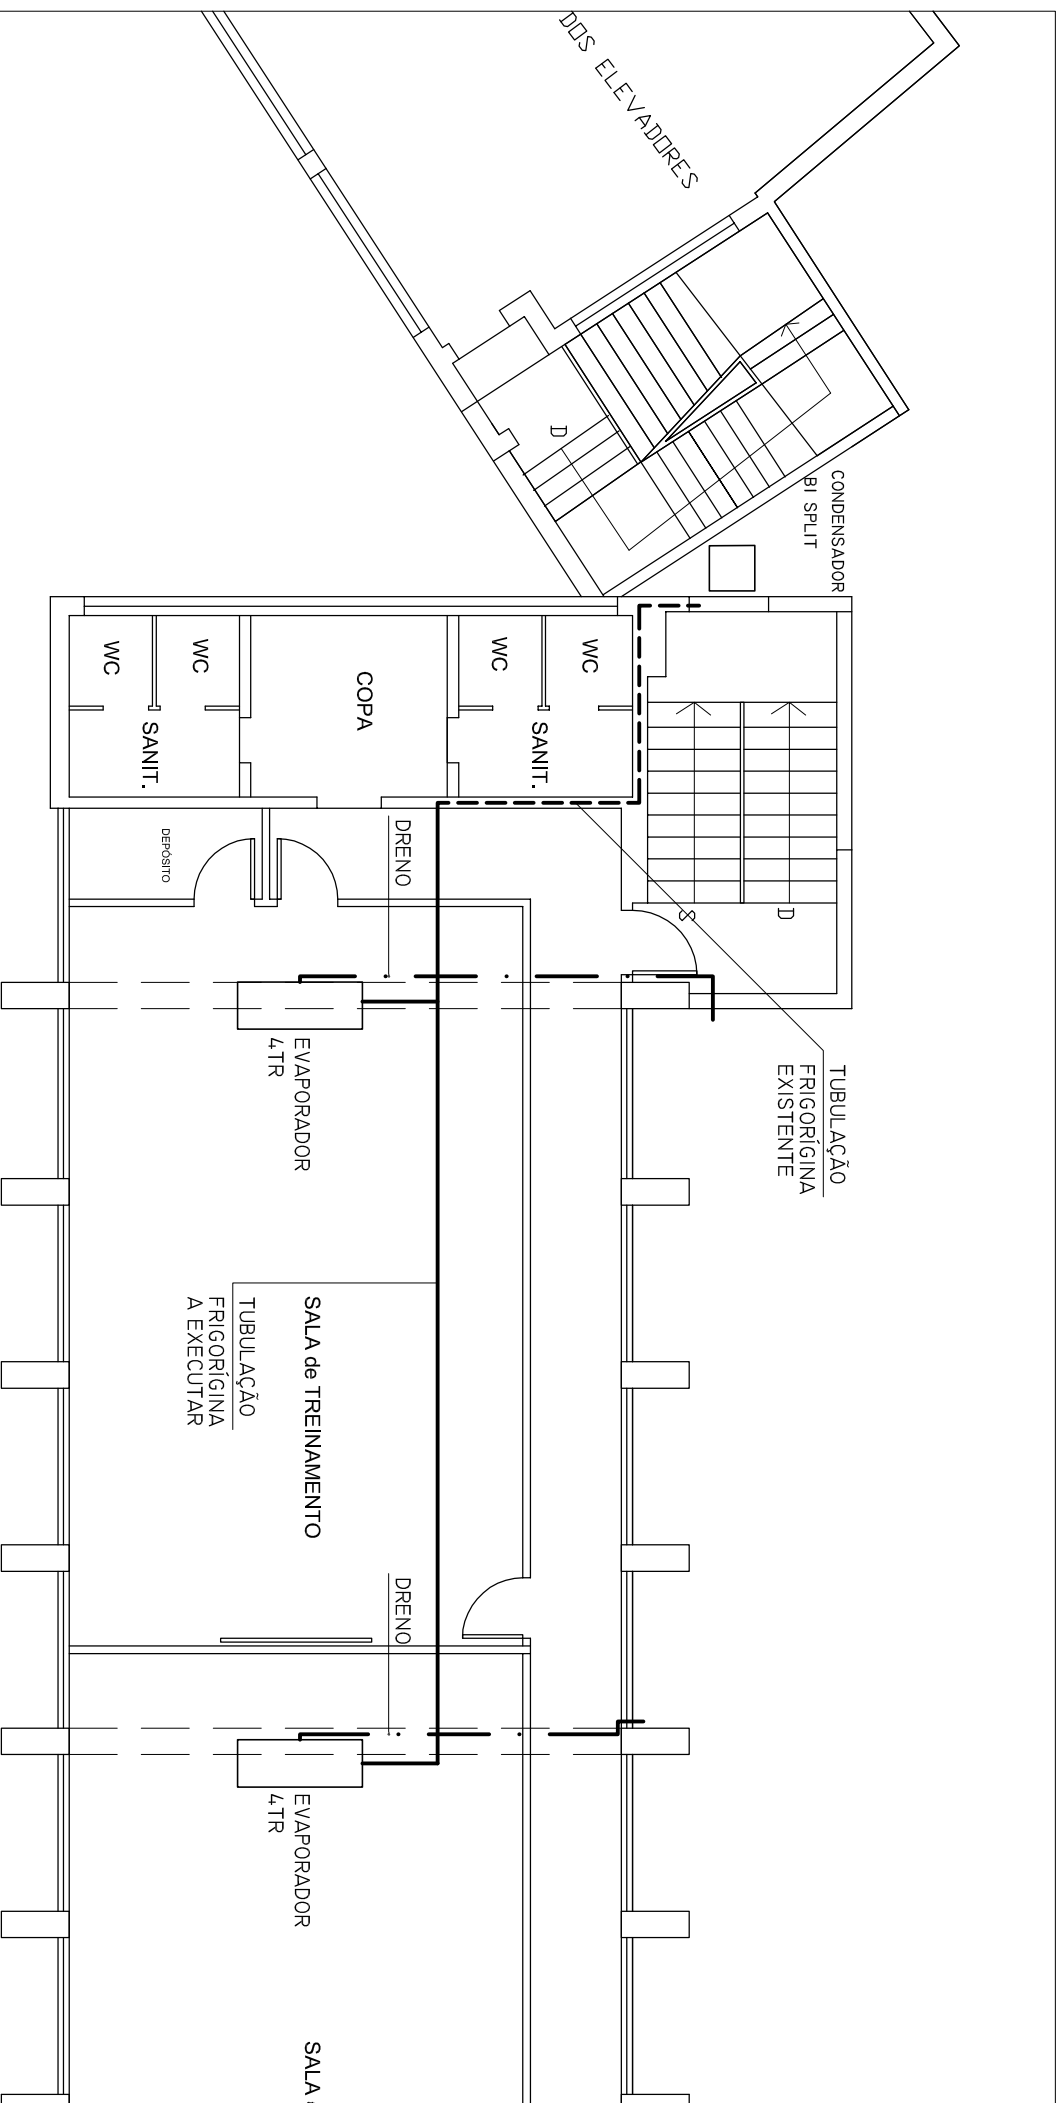 DOS ELEVADORES
D
CONDENSADOR
BI SPLIT
WC
WC
COPA
WC
WC
SANIT.
SANIT.
DEPÓSITO
DRENO
S
D
EVAPORADOR
4TR
TUBULAÇÃO
FRIGORÍGINA
EXISTENTE
TUBULAÇÃO
FRIGORÍGINA
A EXECUTAR
SALA de TREINAMENTO
DRENO
EVAPORADOR
4TR
SALA